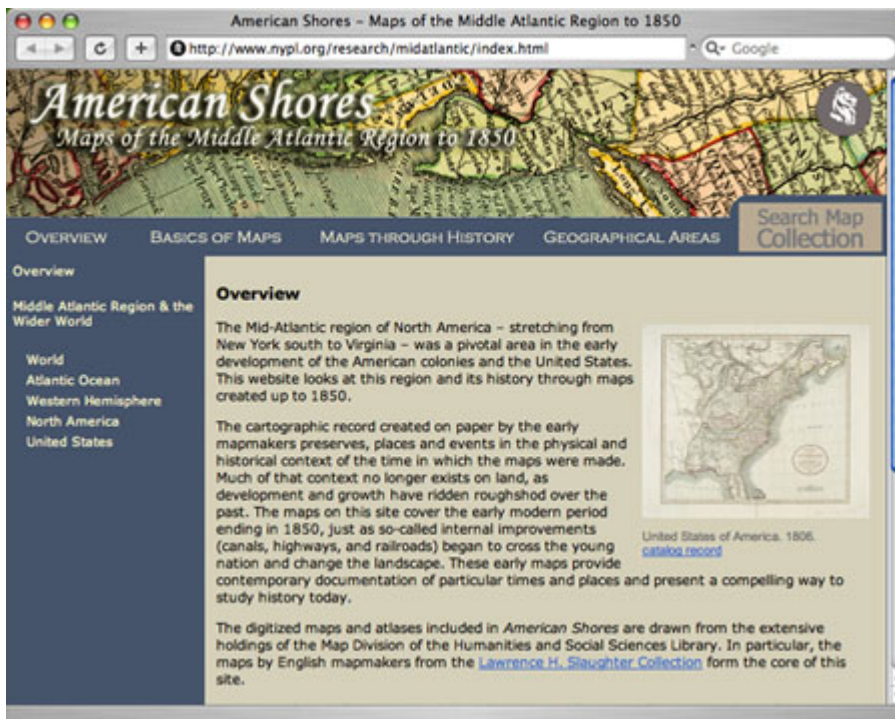 American Shores – Maps of the Middle Atlantic Region to 1850
http://www.nypl.org/research/midatlantic/index.html
Google
American Shores
Maps of the Middle Atlantic Region to 1850
Search Map
Collection
OVERVIEW BASICS OF MAPS MAPS THROUGH HISTORY GEOGRAPHICAL AREAS
Overview
Middle Atlantic Region & the
Wider World
World
Atlantic Ocean
Western Hemisphere
North America
United States
Overview
The Mid-Atlantic region of North America – stretching from
New York south to Virginia – was a pivotal area in the early
development of the American colonies and the United States.
This website looks at this region and its history through maps
created up to 1850.
The cartographic record created on paper by the early
mapmakers preserves, places and events in the physical and
historical context of the time in which the maps were made.
Much of that context no longer exists on land, as
development and growth have ridden roughshod over the
past. The maps on this site cover the early modern period
ending in 1850, just as so-called internal improvements
(canals, highways, and railroads) began to cross the young
nation and change the landscape. These early maps provide
contemporary documentation of particular times and places and present a compelling way to
study history today.
United States of America. 1806.
catalog record
The digitized maps and atlases included in American Shores are drawn from the extensive
holdings of the Map Division of the Humanities and Social Sciences Library. In particular, the
maps by English mapmakers from the Lawrence H. Slaughter Collection form the core of this
site.